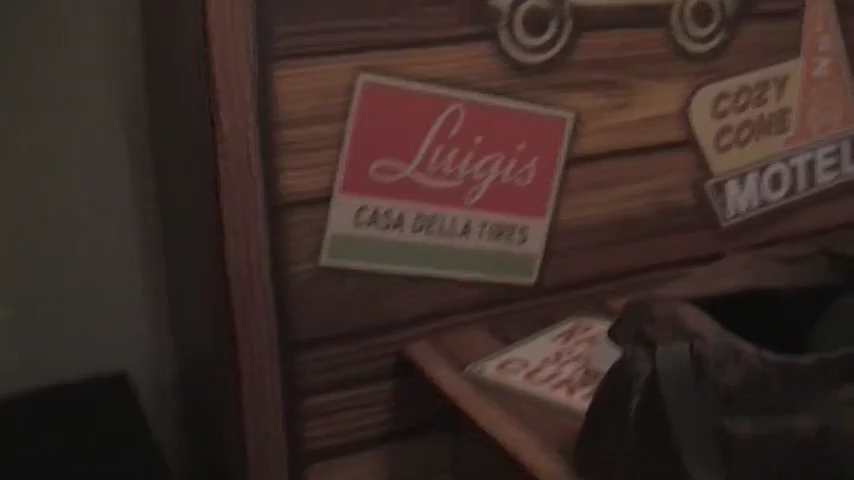 Luigis
CASA DELLA TIRES
COZY
CONE
MOTEL